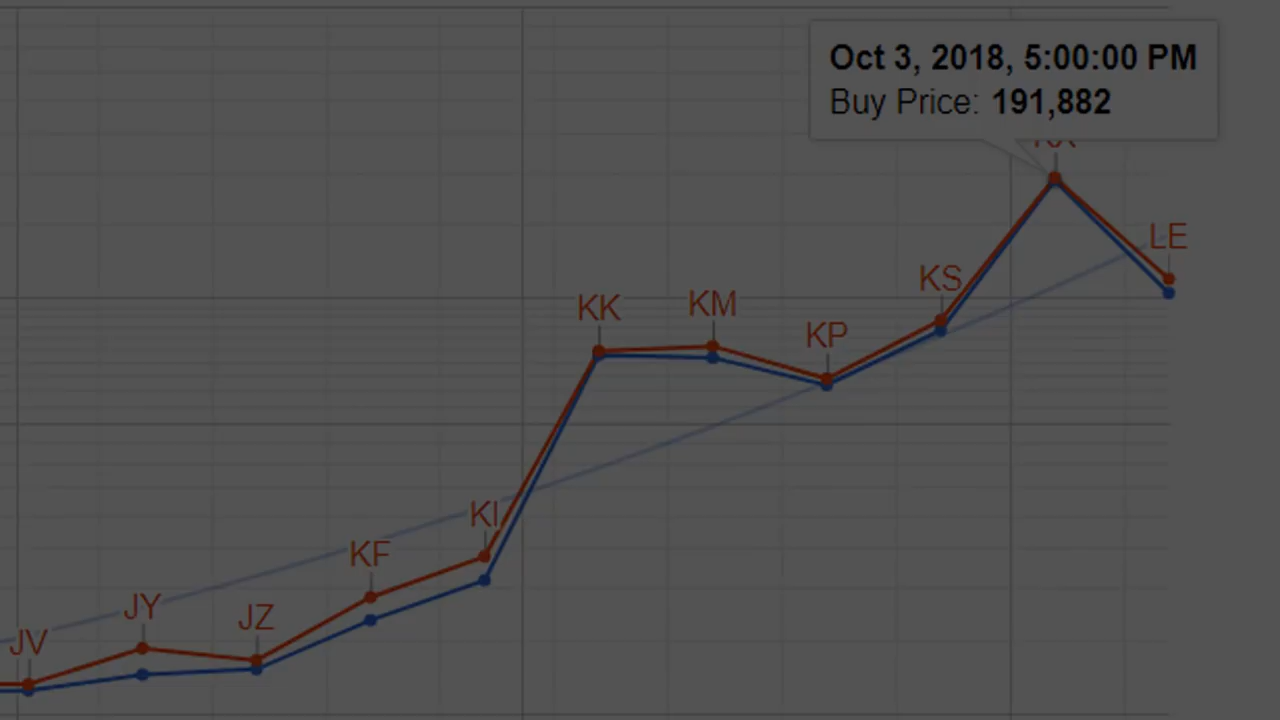 Oct 3, 2018, 5:00:00 PM
Buy Price: 191,882
LE
KS
KK
KM
KP
KI
KF
JZ
JY
JV